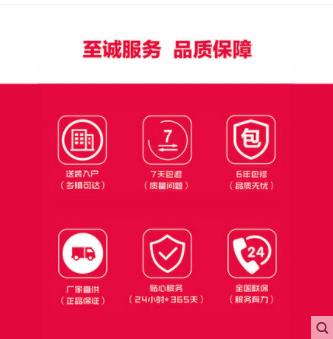 至诚服务 品质保障
7
包
送装入户
(乡镇可达)
7天包退
(质量问题)
6年包修
(品质无忧)
24
厂家直供
(正品保证)
贴心服务
(24小时+365天)
全国联保
(服务有力)